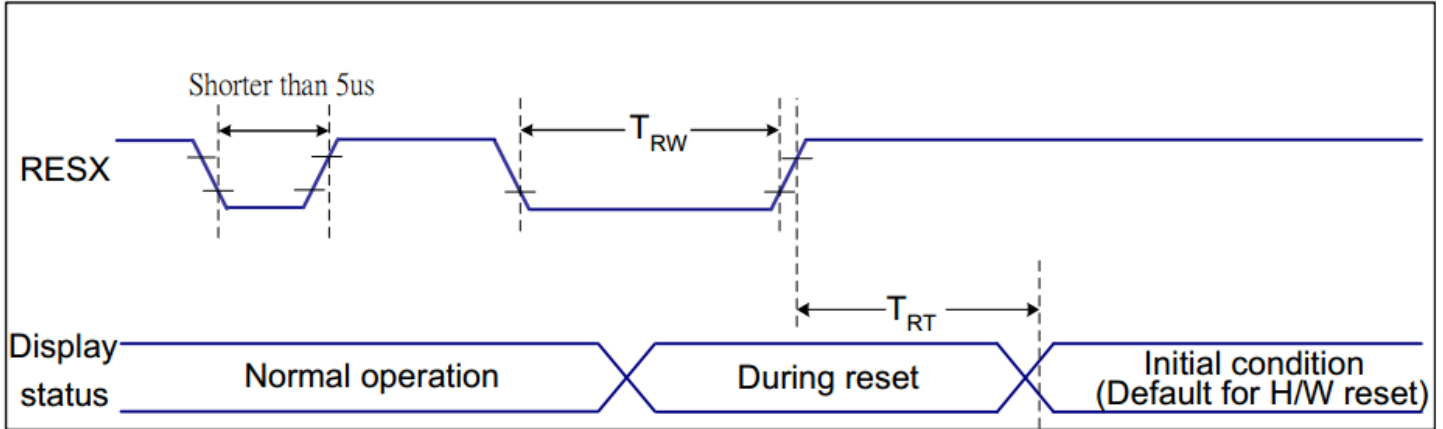 Shorter than 5us
RESX
TRW
TRT
Display
status
Normal operation
During reset
Initial condition
(Default for H/W reset)